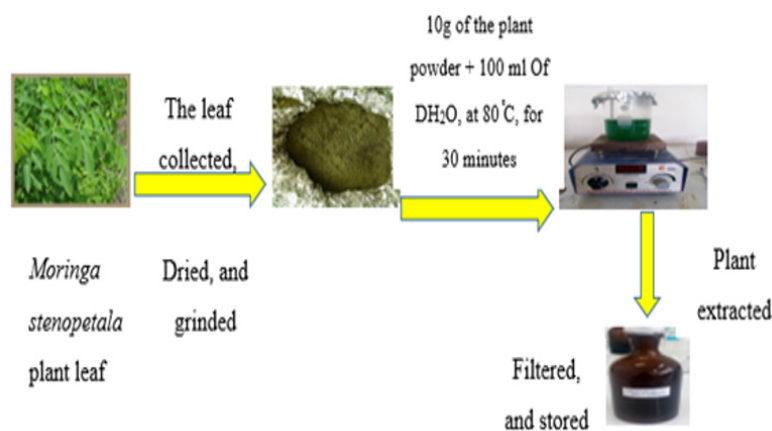 10g of the plant
powder + 100 ml Of
DH2O, at 80°C, for
30 minutes
The leaf
collected,
Moringa
stenopetala
plant leaf
Dried, and
grinded
Plant
extracted
Filtered,
and stored